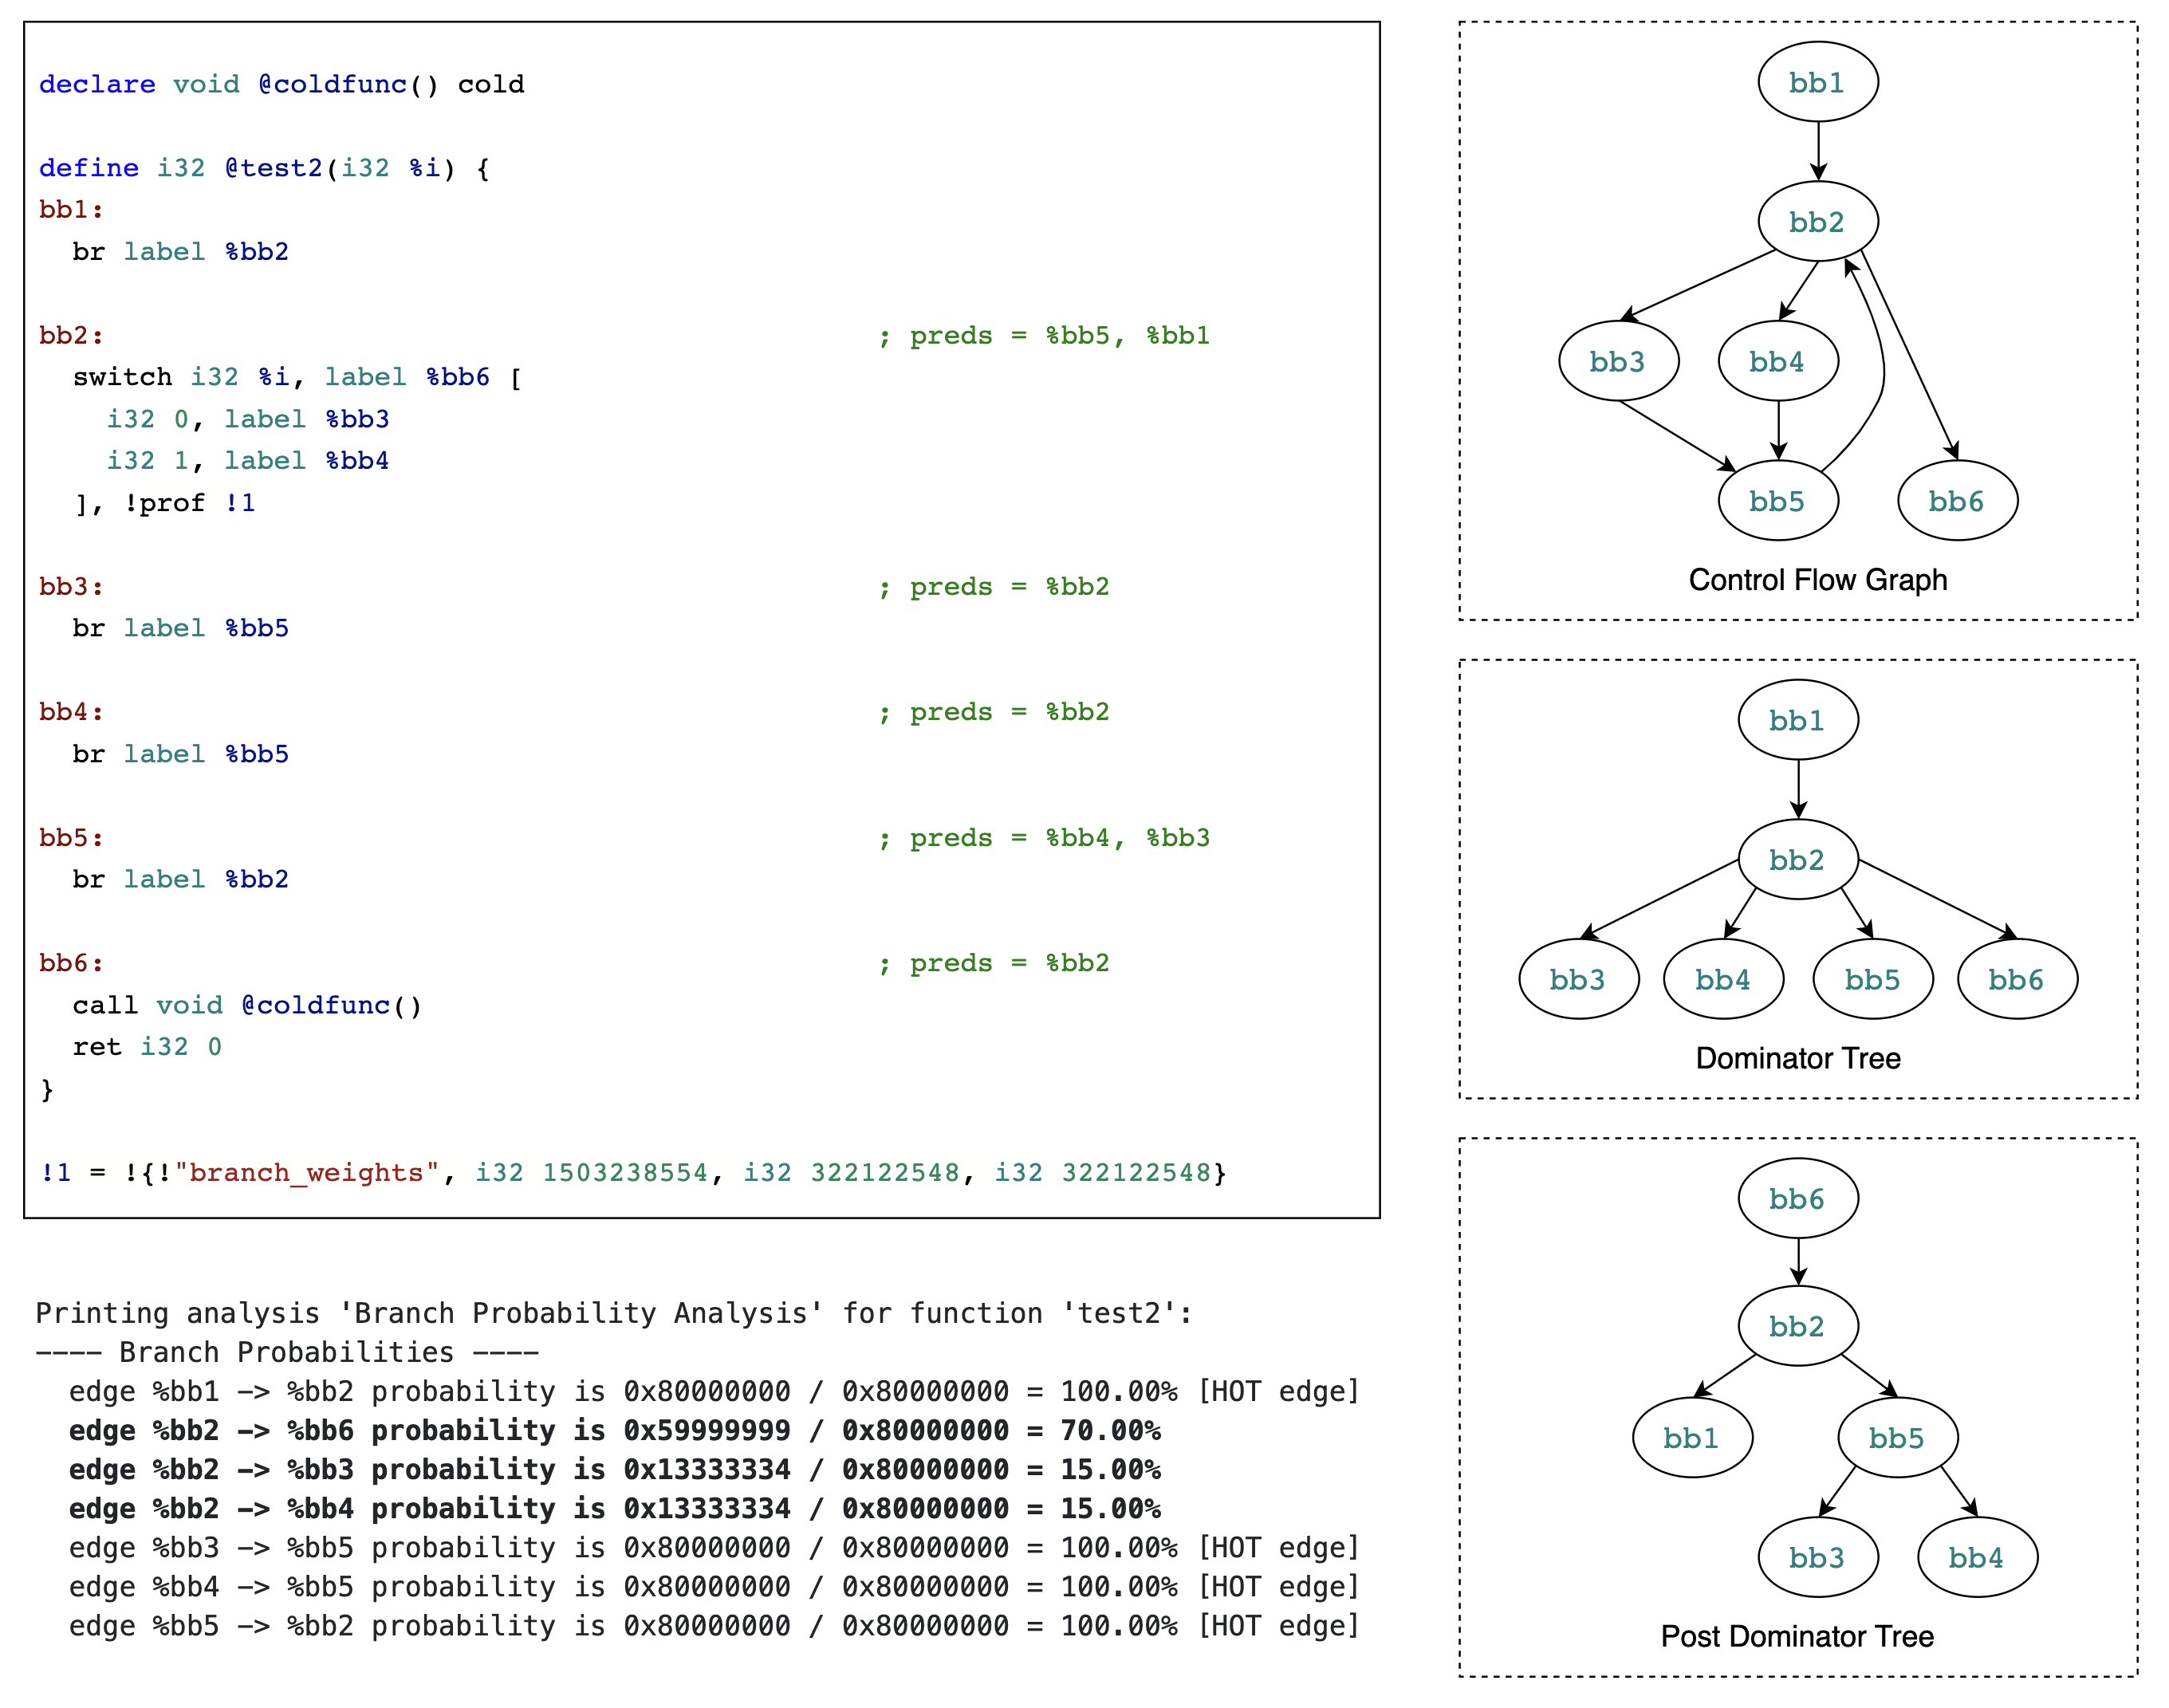 declare void @coldfunc() cold
define i32 @test2(i32 %i) {
bb1:
br label %bb2
bb2: ; preds = %bb5, %bb1
switch i32 %i, label %bb6 [
i32 0, label %bb3
i32 1, label %bb4
], !prof !1
bb3: ; preds = %bb2
br label %bb5
bb4: ; preds = %bb2
br label %bb5
bb5: ; preds = %bb4, %bb3
br label %bb2
bb6: ; preds = %bb2
call void @coldfunc()
ret i32 0
}
!1 = !{!"branch_weights", i32 1503238554, i32 322122548, i32 322122548}
Printing analysis 'Branch Probability Analysis' for function 'test2':
---- Branch Probabilities ----
edge %bb1 -> %bb2 probability is 0x80000000 / 0x80000000 = 100.00% [HOT edge]
edge %bb2 -> %bb6 probability is 0x59999999 / 0x80000000 = 70.00%
edge %bb2 -> %bb3 probability is 0x13333334 / 0x80000000 = 15.00%
edge %bb2 -> %bb4 probability is 0x13333334 / 0x80000000 = 15.00%
edge %bb3 -> %bb5 probability is 0x80000000 / 0x80000000 = 100.00% [HOT edge]
edge %bb4 -> %bb5 probability is 0x80000000 / 0x80000000 = 100.00% [HOT edge]
edge %bb5 -> %bb2 probability is 0x80000000 / 0x80000000 = 100.00% [HOT edge]
bb1
bb2
bb3 bb4
bb5 bb6
Control Flow Graph
bb1
bb2
bb3 bb4 bb5 bb6
Dominator Tree
bb6
bb2
bb1 bb5
bb3 bb4
Post Dominator Tree